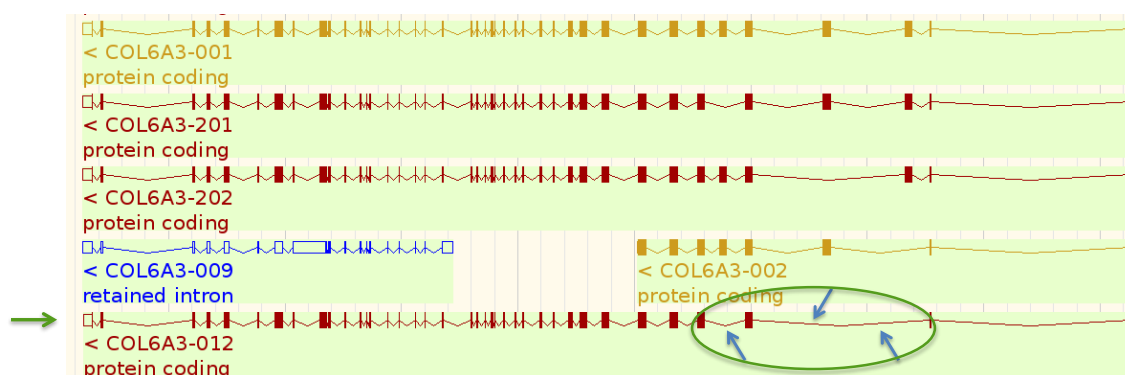 < COL6A3-001
protein coding
< COL6A3-201
protein coding
< COL6A3-202
protein coding
< COL6A3-009
retained intron
< COL6A3-002
protein coding
< COL6A3-012
protein coding